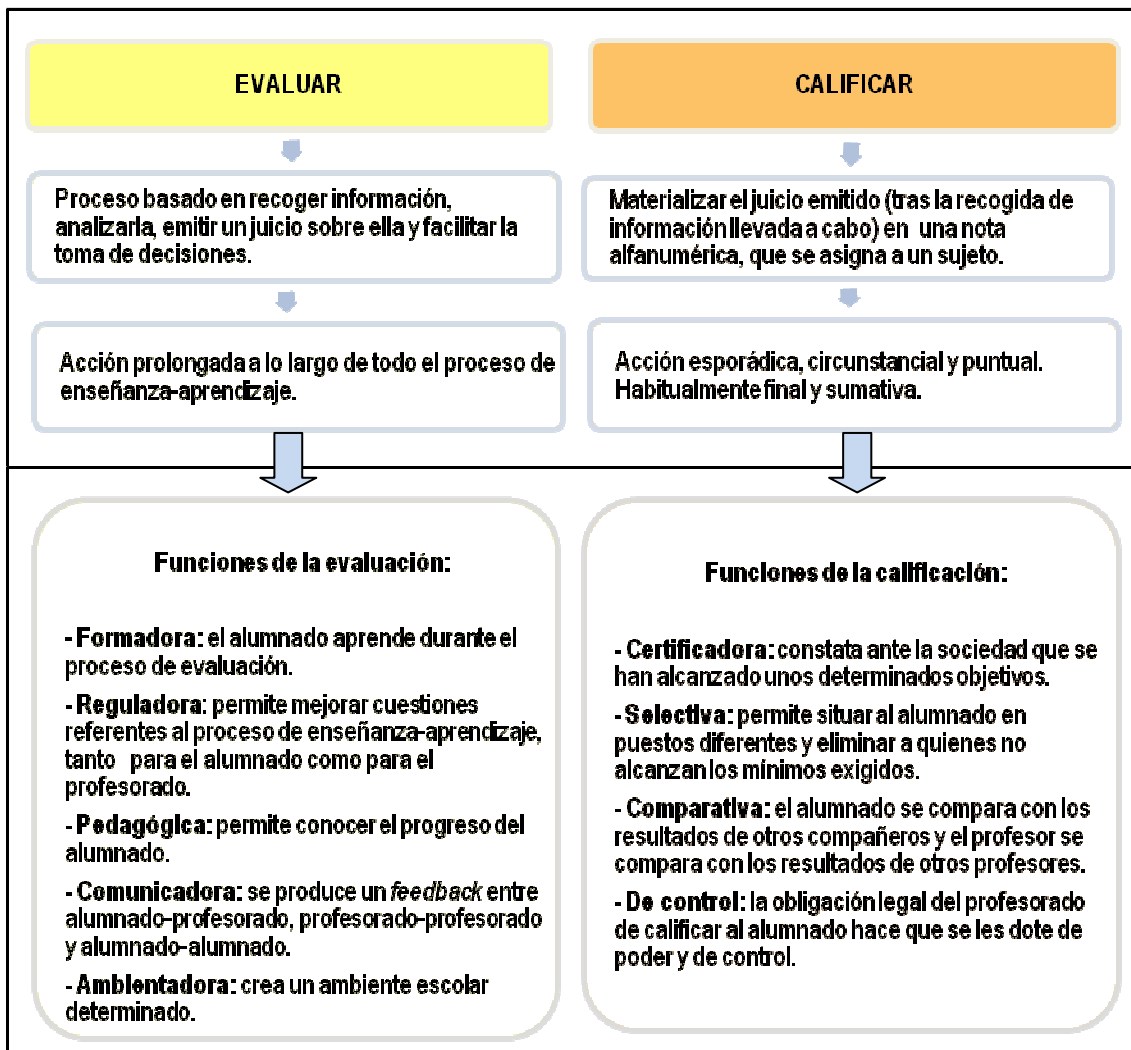 EVALUAR
Proceso basado en recoger información,
analizarla, emitir un juicio sobre ella y facilitar la
toma de decisiones.
Acción prolongada a lo largo de todo el proceso de
enseñanza-aprendizaje.
Funciones de la evaluación:
- Formadora: el alumnado aprende durante el
proceso de evaluación.
- Reguladora: permite mejorar cuestiones
referentes al proceso de enseñanza-aprendizaje,
tanto para el alumnado como para el
profesorado.
- Pedagógica: permite conocer el progreso del
alumnado.
- Comunicadora: se produce un feedback entre
alumnado-profesorado, profesorado-profesorado
y alumnado-alumnado.
- Ambientadora: crea un ambiente escolar
determinado.
CALIFICAR
Materializar el juicio emitido (tras la recogida de
información llevada a cabo) en una nota
alfanumérica, que se asigna a un sujeto.
Acción esporádica, circunstancial y puntual.
Habitualmente final y sumativa.
Funciones de la calificación:
- Certificadora: constata ante la sociedad que se
han alcanzado unos determinados objetivos.
- Selectiva: permite situar al alumnado en
puestos diferentes y eliminar a quienes no
alcanzan los mínimos exigidos.
- Comparativa: el alumnado se compara con los
resultados de otros compañeros y el profesor se
compara con los resultados de otros profesores.
- De control: la obligación legal del profesorado
de calificar al alumnado hace que se les dote de
poder y de control.